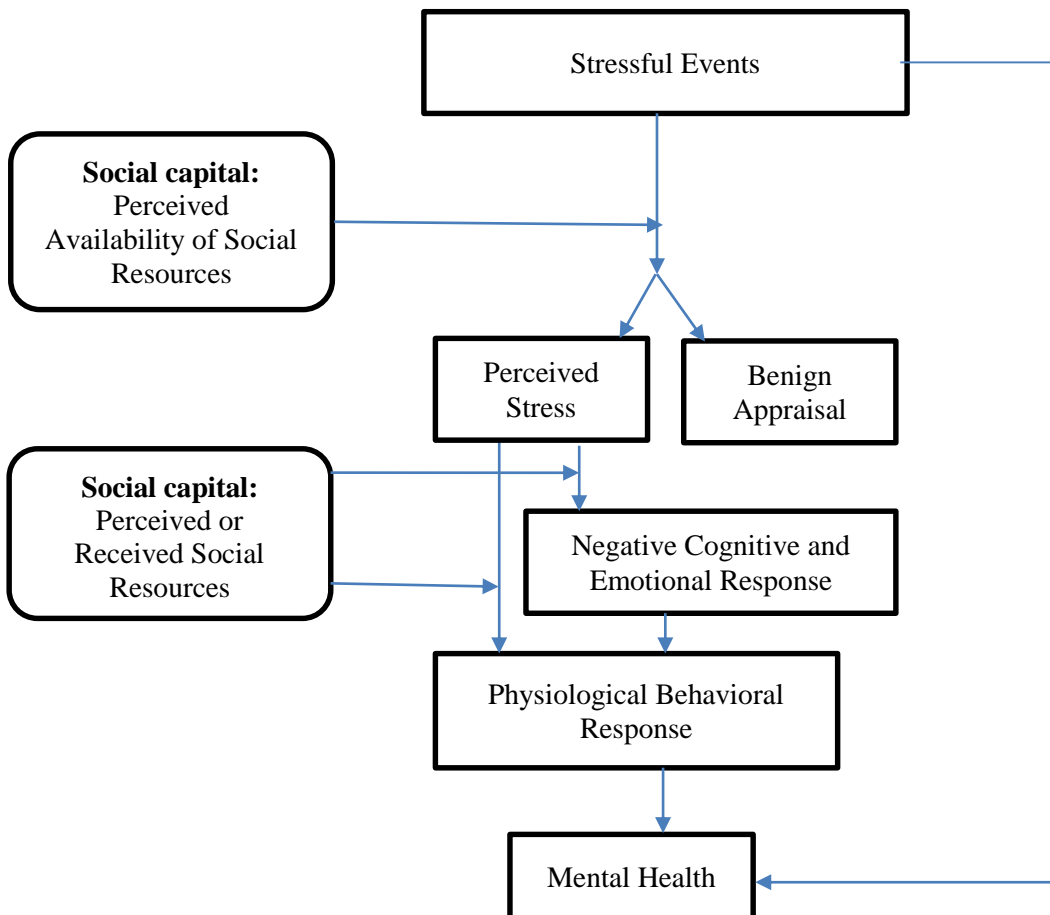 Stressful Events
Social capital:
Perceived
Availability of Social
Resources
Perceived
Stress
Benign
Appraisal
Social capital:
Perceived or
Received Social
Resources
Negative Cognitive and
Emotional Response
Physiological Behavioral
Response
Mental Health